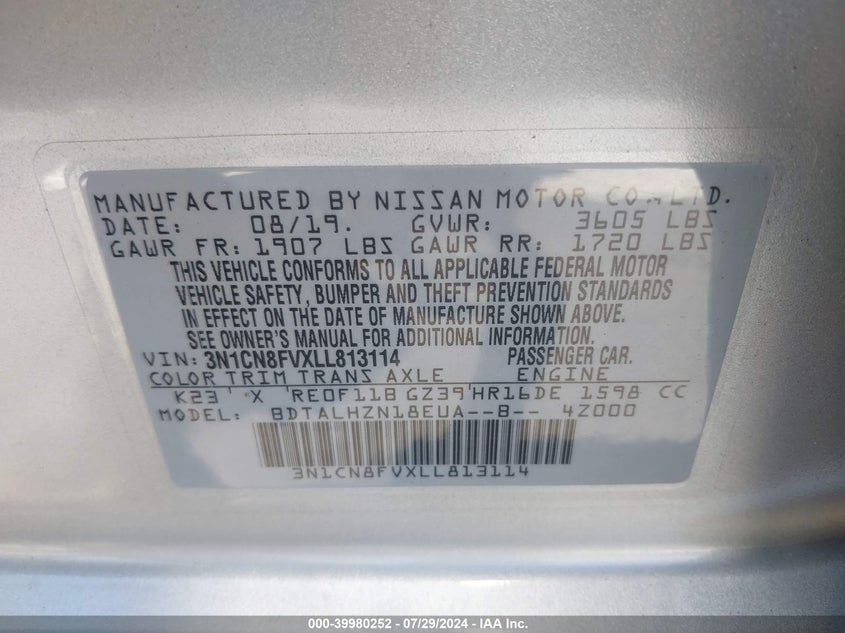 MANUFACTURED BY NISSAN MOTOR CO.,LTD.
DATE: 08/19. GVWR: 3605 LBS
GAWR FR: 1907 LBS GAWR RR: 1720 LBS
THIS VEHICLE CONFORMS TO ALL APPLICABLE FEDERAL MOTOR
VEHICLE SAFETY, BUMPER AND THEFT PREVENTION STANDARDS
IN EFFECT ON THE DATE OF MANUFACTURE SHOWN ABOVE.
SEE OWNER'S MANUAL FOR ADDITIONAL INFORMATION.
VIN: 3N1CN8FVXLL813114 PASSENGER CAR.
COLOR TRIM TRANS AXLE ENGINE
K23 X RE0F11B GZ39 HR16DE 1598 CC
MODEL: BDTALHZN18EUA--B-- 4Z000
3N1CN8FVXLL813114
000-39980252 / 07/29/2024 - IAA Inc.